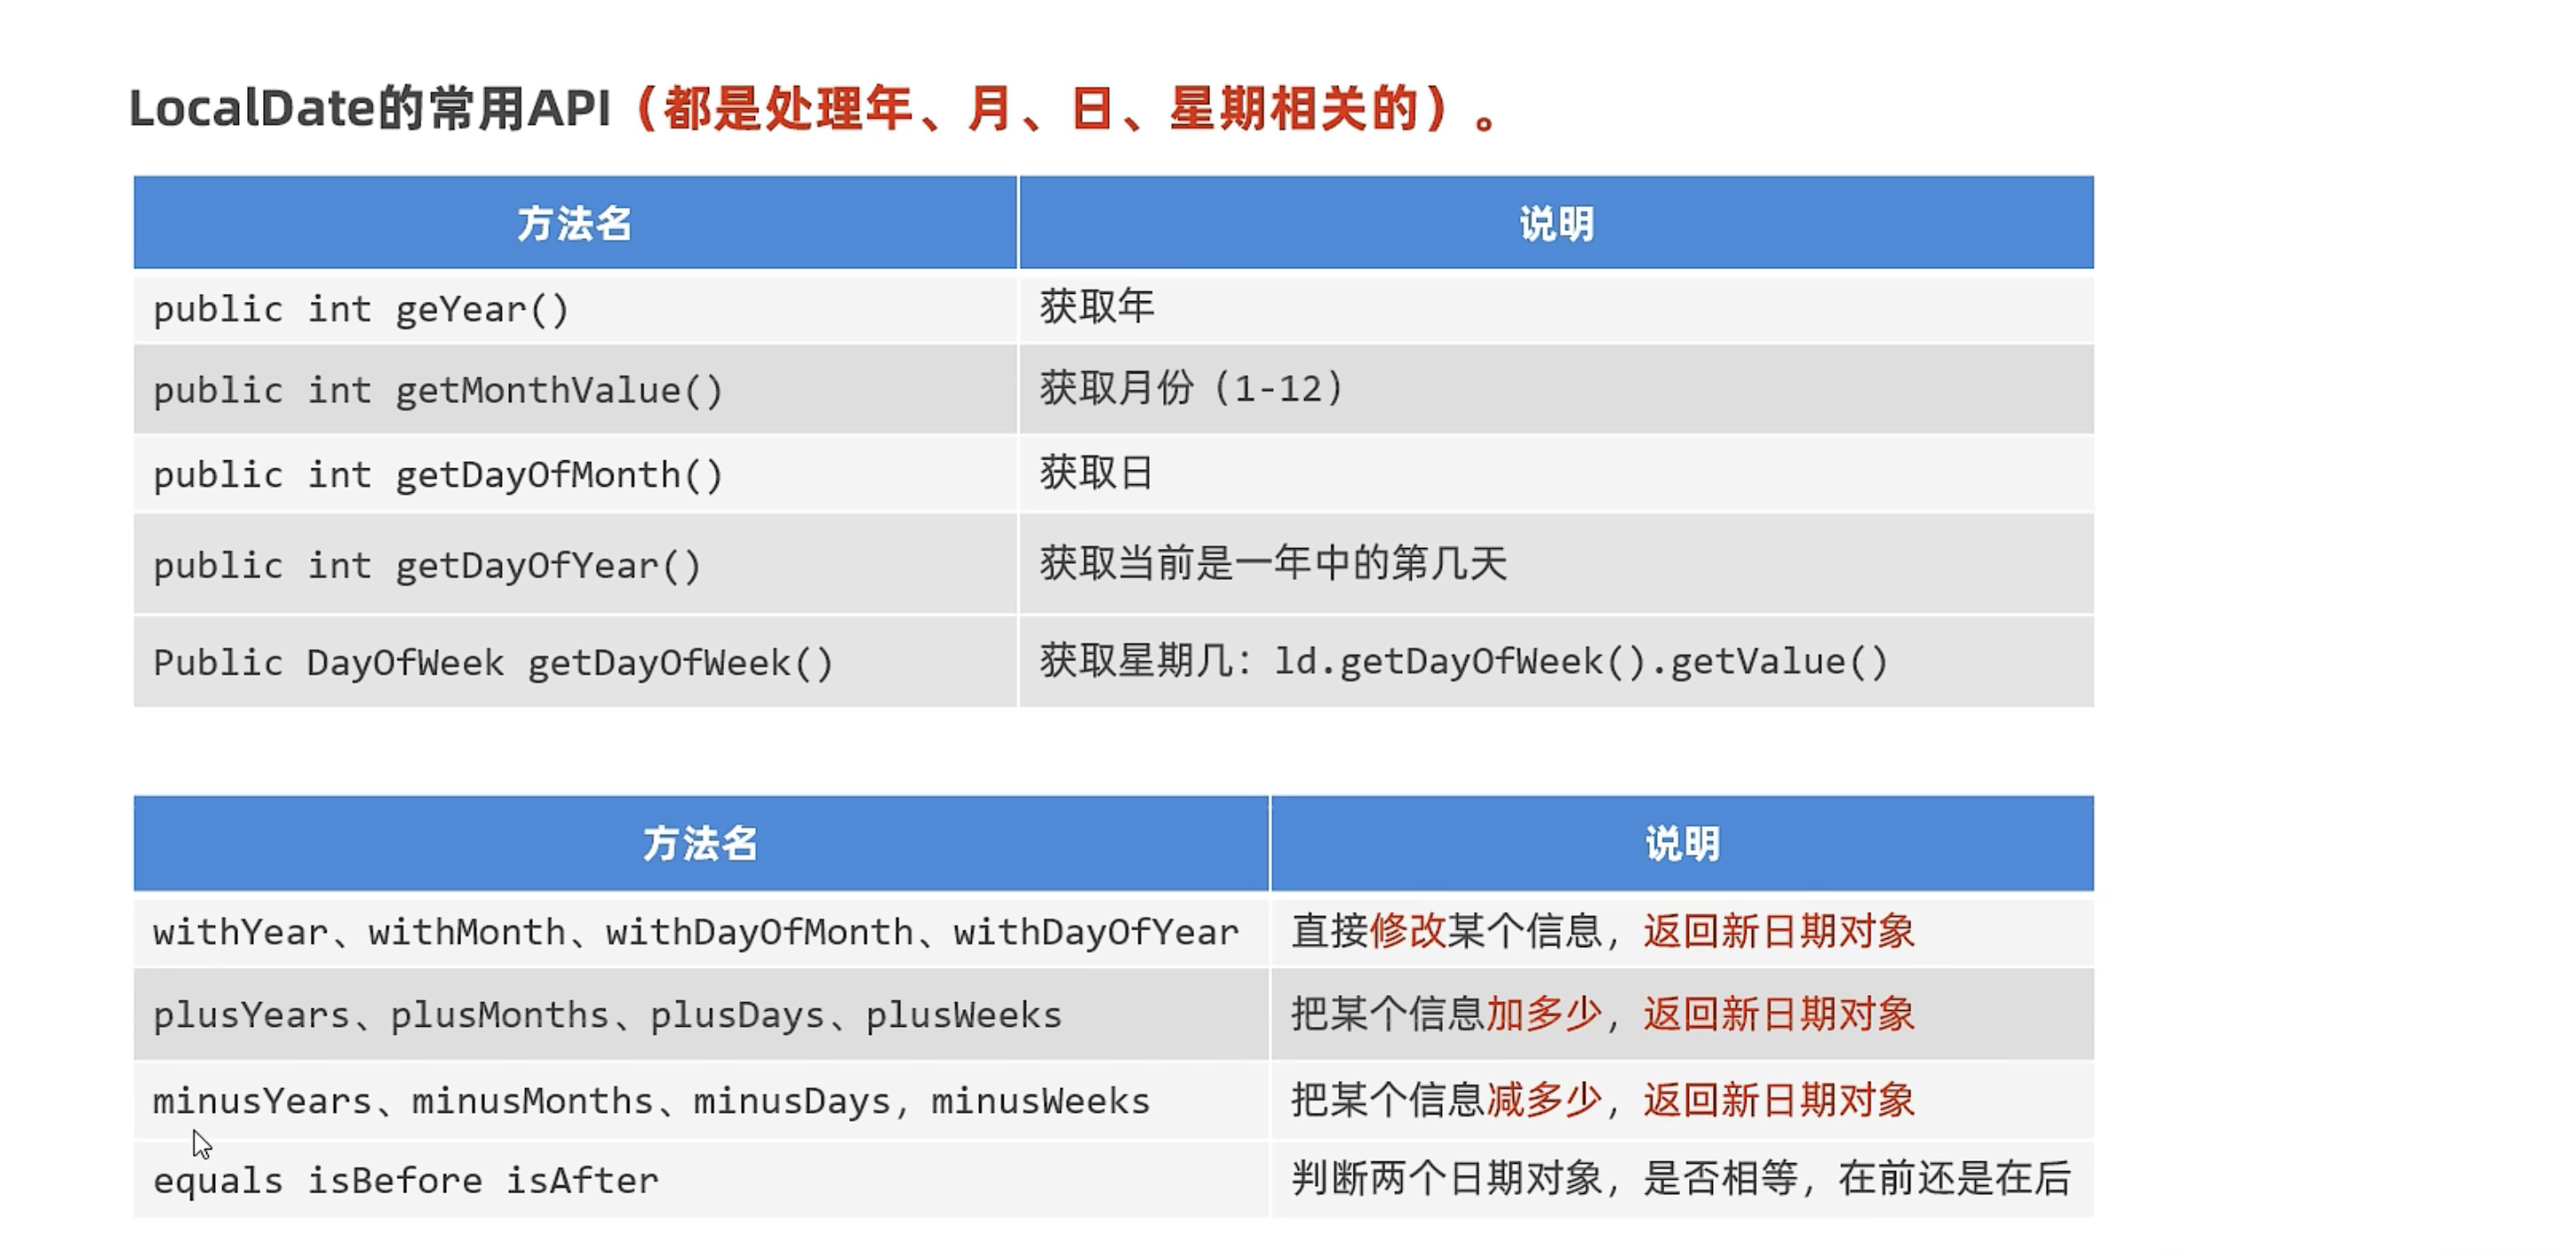 LocalDate的常用API（都是处理年、月、日、星期相关的）。
方法名 说明
public int geYear() 获取年
public int getMonthValue() 获取月份（1-12）
public int getDayOfMonth() 获取日
public int getDayOfYear() 获取当前是一年中的第几天
Public DayOfWeek getDayOfWeek() 获取星期几：ld.getDayOfWeek().getValue()
方法名 说明
withYear、withMonth、withDayOfMonth、withDayOfYear 直接修改某个信息，返回新日期对象
plusYears、plusMonths、plusDays、plusWeeks 把某个信息加多少，返回新日期对象
minusYears、minusMonths、minusDays，minusWeeks 把某个信息减多少，返回新日期对象
equals isBefore isAfter 判断两个日期对象，是否相等，在前还是在后